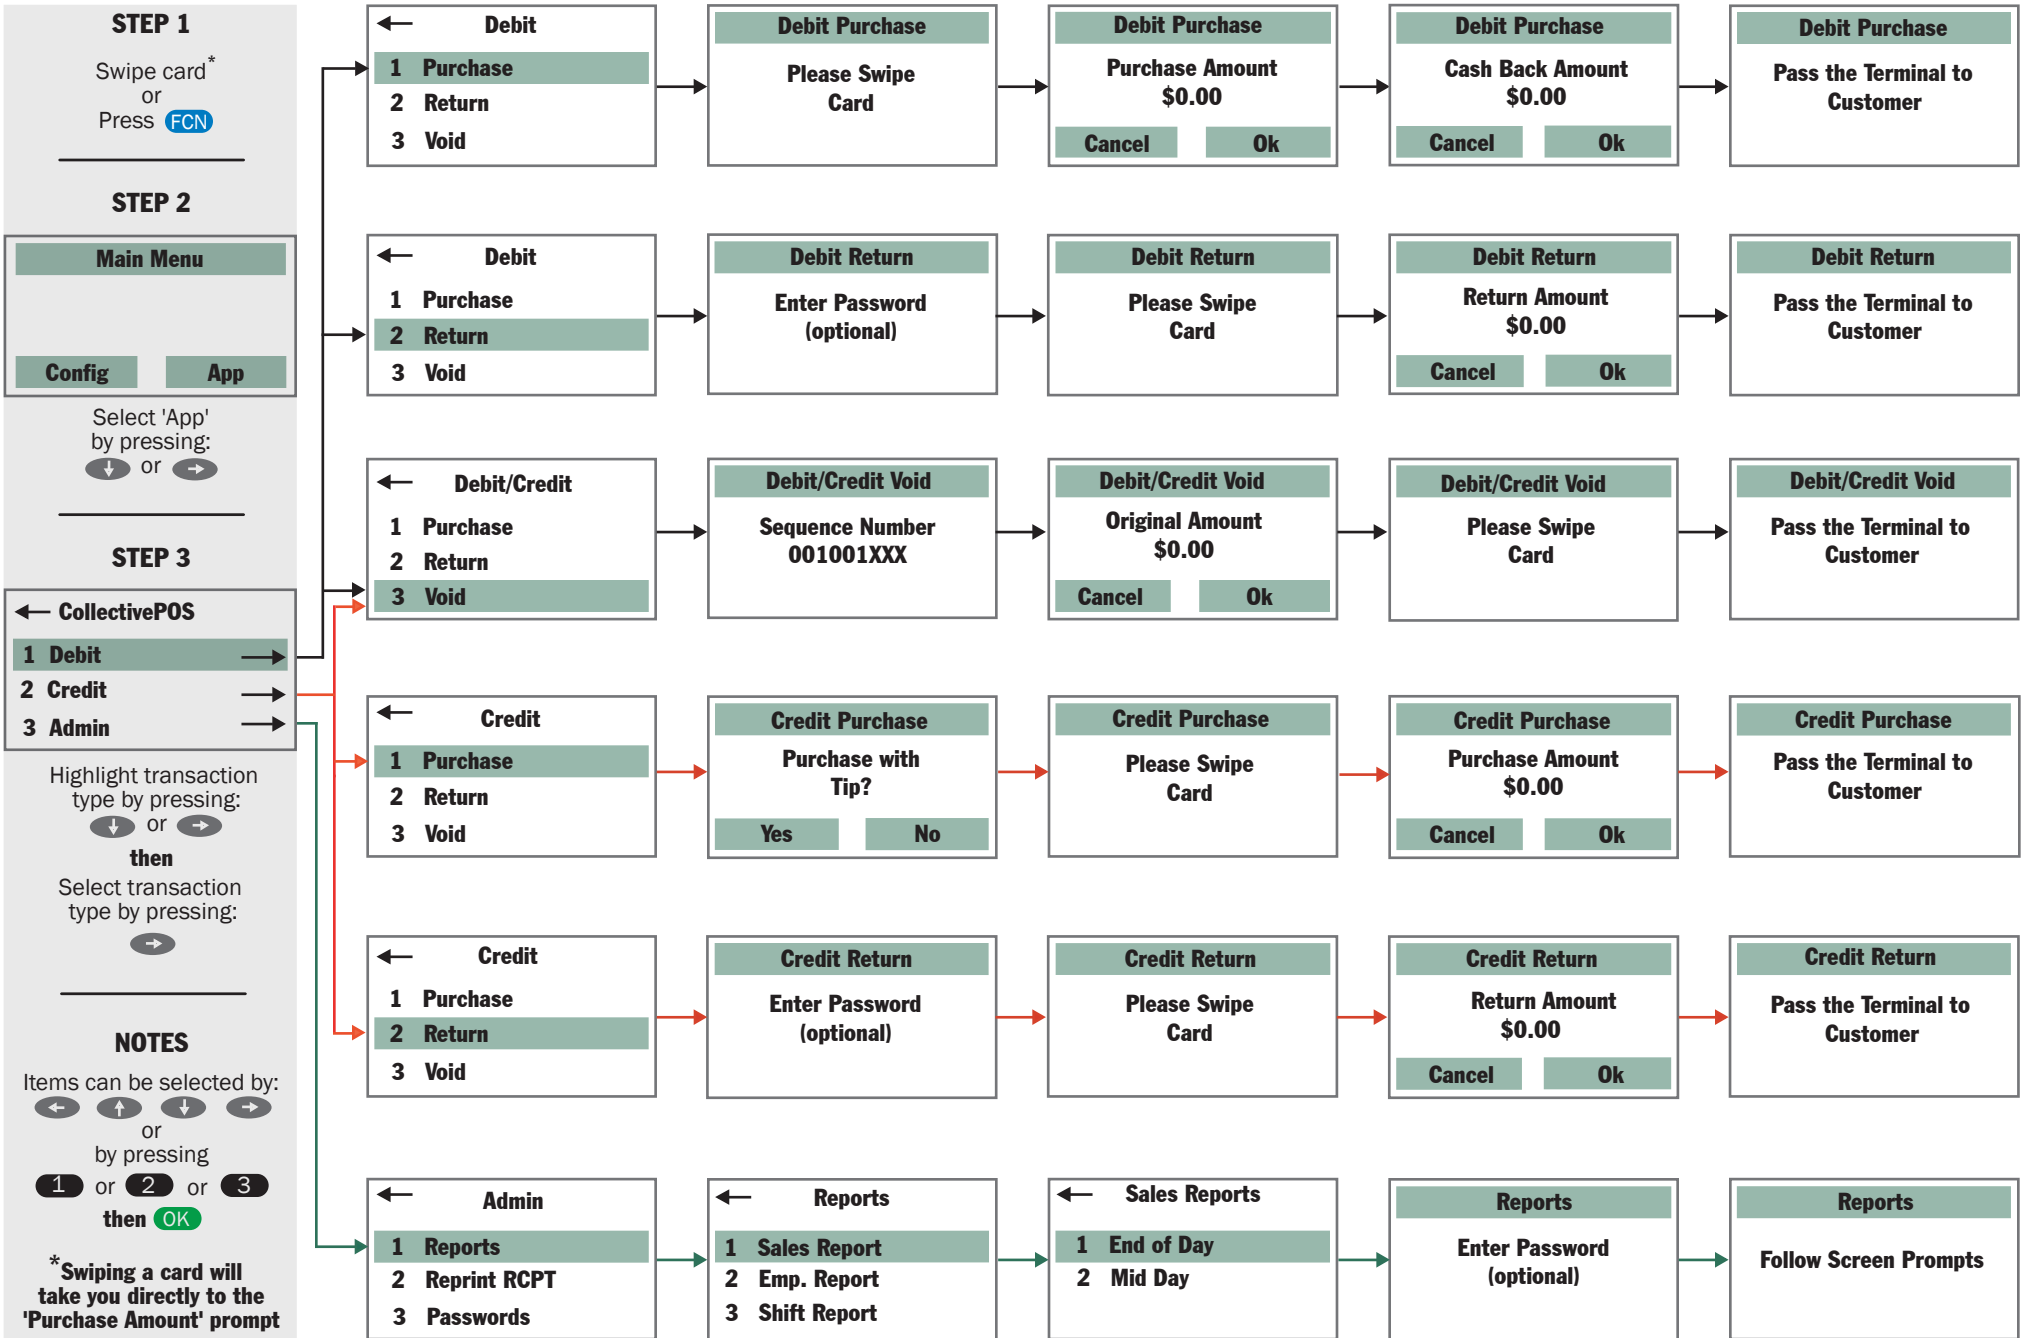 STEP 1
Swipe card*
or
Press FCN
STEP 2
Main Menu
Config App
Select 'App'
by pressing:
or
STEP 3
CollectivePOS
1 Debit
2 Credit
3 Admin
Highlight transaction
type by pressing:
or
then
Select transaction
type by pressing:
NOTES
Items can be selected by:
or
by pressing
1 or 2 or 3
then OK
*Swiping a card will
take you directly to the
'Purchase Amount' prompt
Debit
1 Purchase
2 Return
3 Void
Debit Purchase
Please Swipe
Card
Debit Purchase
Purchase Amount
$0.00
Cancel Ok
Debit Purchase
Cash Back Amount
$0.00
Cancel Ok
Debit Purchase
Pass the Terminal to
Customer
Debit
1 Purchase
2 Return
3 Void
Debit Return
Enter Password
(optional)
Debit Return
Please Swipe
Card
Debit Return
Return Amount
$0.00
Cancel Ok
Debit Return
Pass the Terminal to
Customer
Debit/Credit
1 Purchase
2 Return
3 Void
Debit/Credit Void
Sequence Number
001001XXX
Debit/Credit Void
Original Amount
$0.00
Cancel Ok
Debit/Credit Void
Please Swipe
Card
Debit/Credit Void
Pass the Terminal to
Customer
Credit
1 Purchase
2 Return
3 Void
Credit Purchase
Purchase with
Tip?
Yes No
Credit Purchase
Please Swipe
Card
Credit Purchase
Purchase Amount
$0.00
Cancel Ok
Credit Purchase
Pass the Terminal to
Customer
Credit
1 Purchase
2 Return
3 Void
Credit Return
Enter Password
(optional)
Credit Return
Please Swipe
Card
Credit Return
Return Amount
$0.00
Cancel Ok
Credit Return
Pass the Terminal to
Customer
Admin
1 Reports
2 Reprint RCPT
3 Passwords
Reports
1 Sales Report
2 Emp. Report
3 Shift Report
Sales Reports
1 End of Day
2 Mid Day
Reports
Enter Password
(optional)
Reports
Follow Screen Prompts